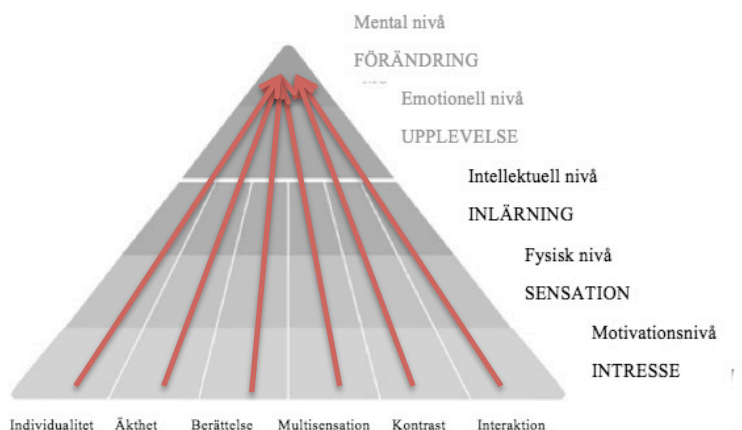 Mental nivå
FÖRÄNDRING
Emotionell nivå
UPPLEVELSE
Intellektuell nivå
INLÄRNING
Fysisk nivå
SENSATION
Motivationsnivå
INTRESSE
Individualitet Äkthet Berättelse Multisensation Kontrast Interaktion